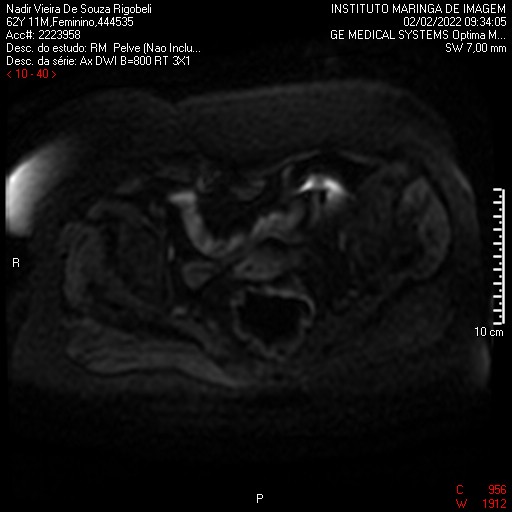 Nadir Vieira De Souza Rigobeli
62Y 11M,Feminino,444535
Acc#: 2223958
Desc. do estudo: RM Pelve (Nao Inclu...
Desc. da série: Ax DWI B=800 RT 3X1
< 10 - 40 >
INSTITUTO MARINGA DE IMAGEM
02/02/2022 09:34:05
GE MEDICAL SYSTEMS Optima M...
SW 7,00 mm
R
10 cm
P
C 956
W 1912